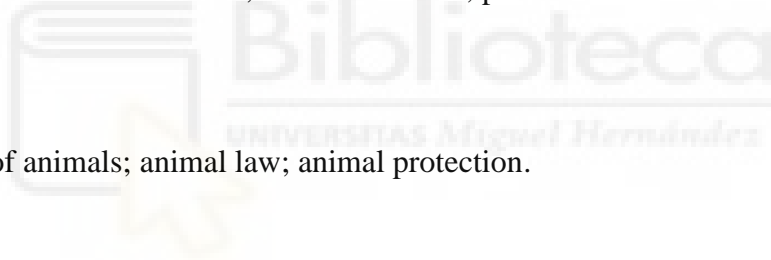 Biblioteca
UNIVERSITAS Miguel Hernández
of animals; animal law; animal protection.